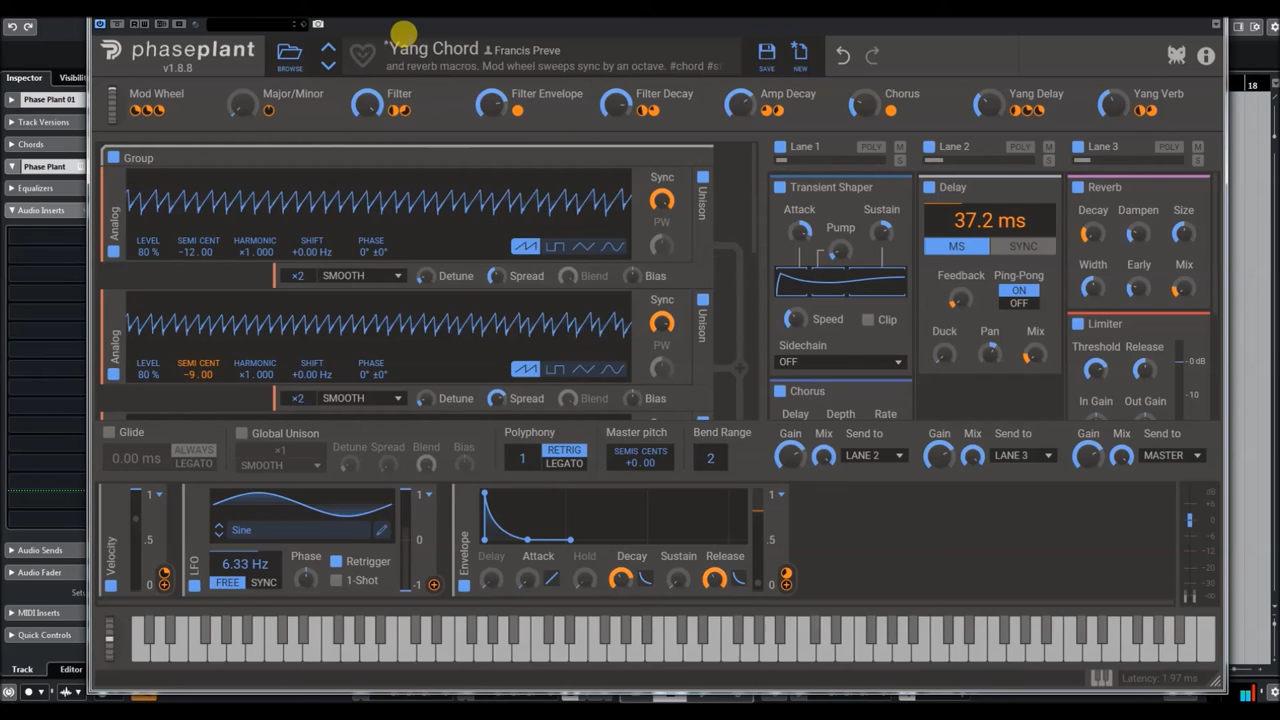 Inspector
Visibili
Phase Plant 01
Track Versions
Chords
Phase Plant
Equalizers
Audio Inserts
Audio Sends
Audio Fader
Setu
MIDI Inserts
Quick Controls
Track
Editor
18
phaseplant
v1.8.8
BROWSE
*Yang Chord
Francis Preve
and reverb macros. Mod wheel sweeps sync by an octave. #chord #s
SAVE
NEW
Mod Wheel
Major/Minor
Filter
Filter Envelope
Filter Decay
Amp Decay
Chorus
Yang Delay
Yang Verb
Group
Analog
LEVEL SEMI CENT HARMONIC SHIFT PHASE
80 % -12. 00 ×1.000 +0.00 Hz 0° ±0°
Sync
PW
Unison
×2 SMOOTH Detune Spread Blend Bias
Analog
LEVEL SEMI CENT HARMONIC SHIFT PHASE
80 % -9. 00 ×1.000 +0.00 Hz 0° ±0°
Sync
PW
Unison
×2 SMOOTH Detune Spread Blend Bias
Lane 1 POLY M
S
Transient Shaper
Attack Sustain
Pump
Speed Clip
Sidechain
OFF
Chorus
Delay Depth Rate
Gain Mix Send to
LANE 2
Lane 2 POLY M
S
Delay
37.2 ms
MS SYNC
Feedback Ping-Pong
ON
OFF
Duck Pan Mix
Gain Mix Send to
LANE 3
Lane 3 POLY M
S
Reverb
Decay Dampen Size
Width Early Mix
Limiter
Threshold Release
-0 dB
-10
In Gain Out Gain
Gain Mix Send to
MASTER
Glide
0.00 ms
ALWAYS
LEGATO
Global Unison
×1
SMOOTH
Detune Spread Blend Bias
Polyphony
1
RETRIG
LEGATO
Master pitch
SEMIS CENTS
+0.00
Bend Range
2
Velocity
1
.5
0
LFO
Sine
6.33 Hz
FREE SYNC
Phase
Retrigger
1-Shot
1
0
-1
Envelope
Delay Attack Hold Decay Sustain Release
1
.5
0
dB
6
0
-6
-12
-20
-30
-∞
Latency: 1.97 ms